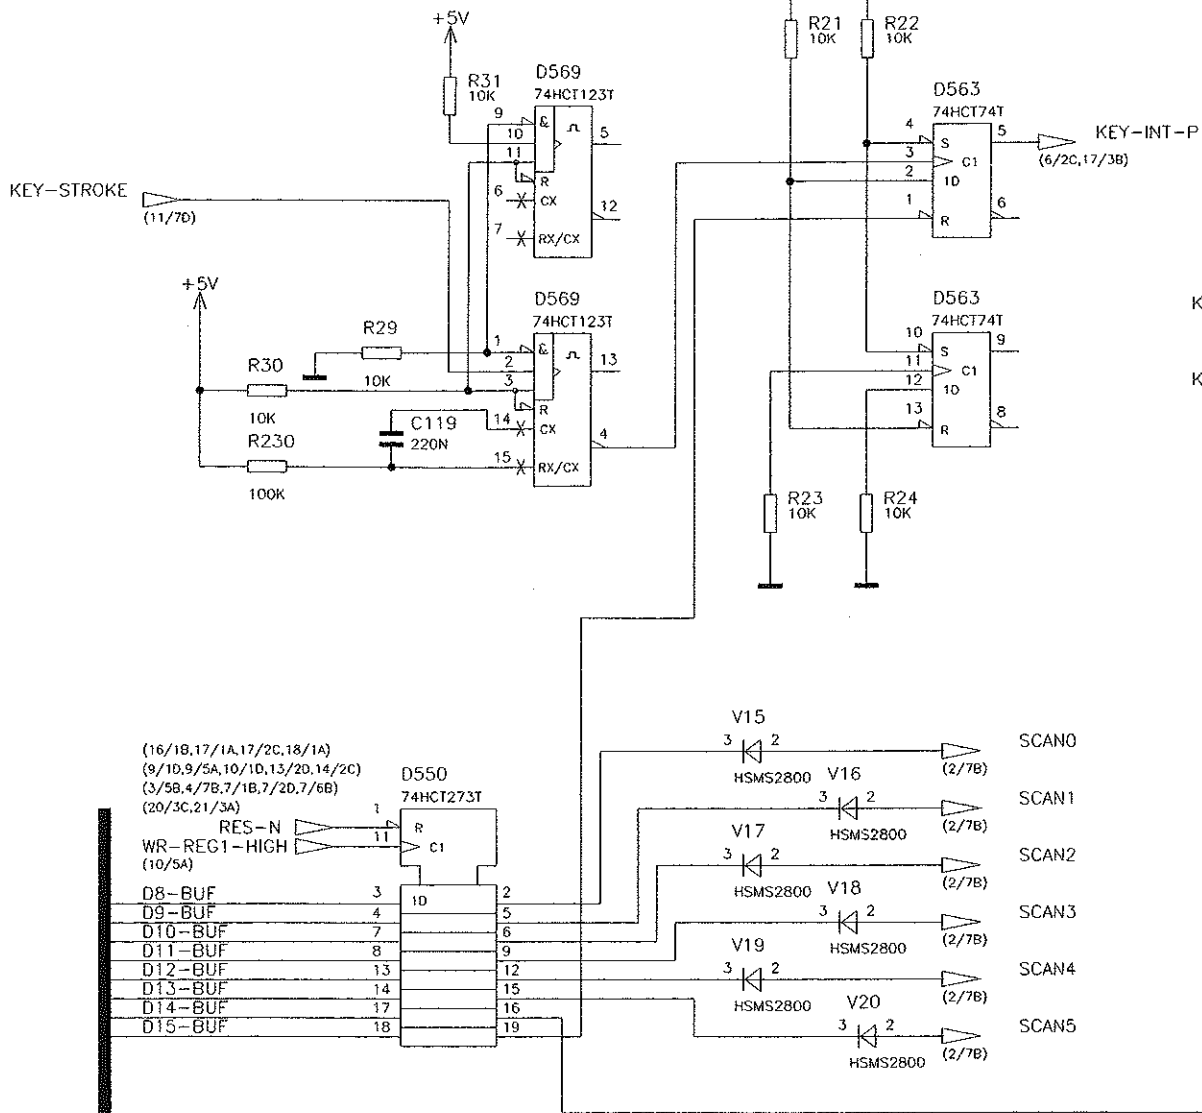 +5V
R31
10K
D569
74HCT123T
9
&
10
11
R
6
CX
7
RX/CX
5
12
R21
10K
R22
10K
D563
74HCT74T
4
S
3
C1
2
1D
1
R
5
6
KEY-INT-P
(6/2C,17/3B)
KEY-STROKE
(11/7D)
+5V
R29
10K
R30
10K
R230
100K
C119
220N
D569
74HCT123T
1
&
2
3
R
14
CX
15
RX/CX
13
4
D563
74HCT74T
10
S
11
C1
12
1D
13
R
9
8
K
K
R23
10K
R24
10K
(16/1B,17/1A,17/2C,18/1A)
(9/1D,9/5A,10/1D,13/2D,14/2C)
(3/5B,4/7B,7/1B,7/2D,7/6B)
(20/3C,21/3A)
RES-N
WR-REG1-HIGH
(10/5A)
D550
74HCT273T
1
R
11
C1
D8-BUF 3 1D 2
D9-BUF 4 5
D10-BUF 7 6
D11-BUF 8 9
D12-BUF 13 12
D13-BUF 14 15
D14-BUF 17 16
D15-BUF 18 19
V15
3 2
HSMS2800
SCAN0
(2/7B)
V16
3 2
HSMS2800
SCAN1
(2/7B)
V17
3 2
HSMS2800
SCAN2
(2/7B)
V18
3 2
HSMS2800
SCAN3
(2/7B)
V19
3 2
HSMS2800
SCAN4
(2/7B)
V20
3 2
HSMS2800
SCAN5
(2/7B)